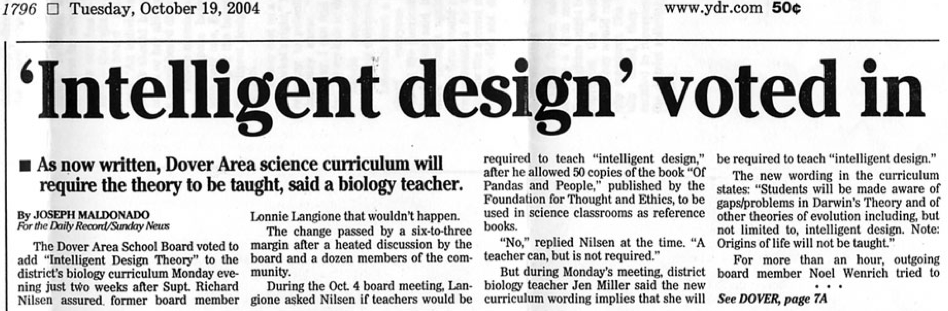 1796 □ Tuesday, October 19, 2004
www.ydr.com 50¢
‘Intelligent design’ voted in
■ As now written, Dover Area science curriculum will
require the theory to be taught, said a biology teacher.
By JOSEPH MALDONADO
For the Daily Record/Sunday News
The Dover Area School Board voted to
add “Intelligent Design Theory” to the
district’s biology curriculum Monday eve-
ning just two weeks after Supt. Richard
Nilsen assured former board member
Lonnie Langione that wouldn’t happen.
The change passed by a six-to-three
margin after a heated discussion by the
board and a dozen members of the com-
munity.
During the Oct. 4 board meeting, Lan-
gione asked Nilsen if teachers would be
required to teach “intelligent design,”
after he allowed 50 copies of the book “Of
Pandas and People,” published by the
Foundation for Thought and Ethics, to be
used in science classrooms as reference
books.
“No,” replied Nilsen at the time. “A
teacher can, but is not required.”
But during Monday’s meeting, district
biology teacher Jen Miller said the new
curriculum wording implies that she will
be required to teach “intelligent design.”
The new wording in the curriculum
states: “Students will be made aware of
gaps/problems in Darwin’s Theory and of
other theories of evolution including, but
not limited to, intelligent design. Note:
Origins of life will not be taught.”
For more than an hour, outgoing
board member Noel Wenrich tried to
• • •
See DOVER, page 7A